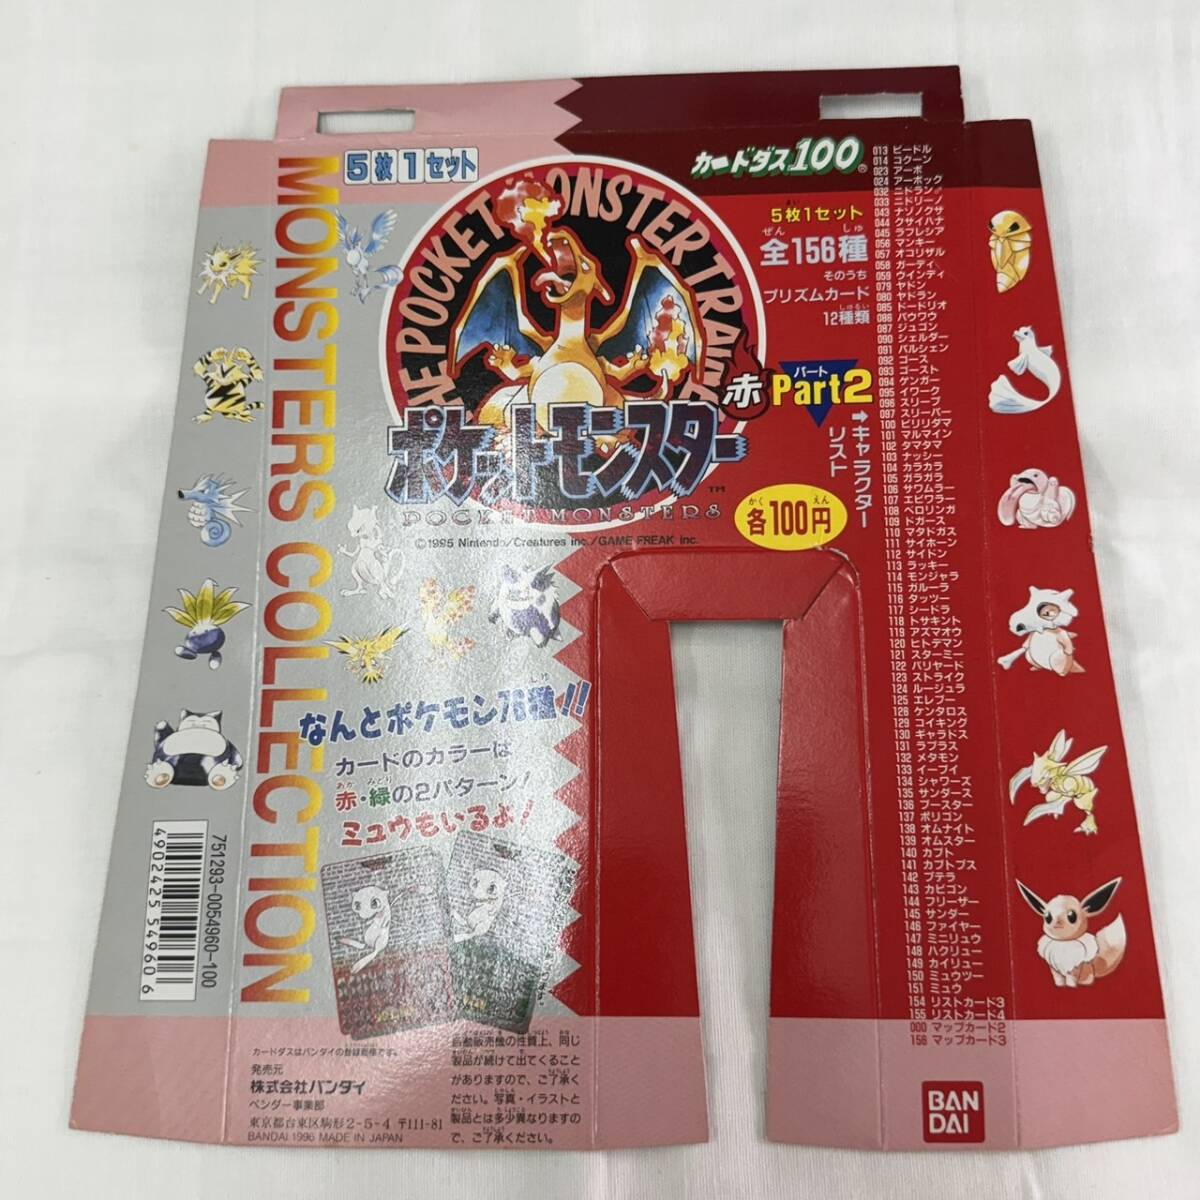 5枚1セット
MONSTERS COLLECTION
THE POCKET MONSTER TRAINER
ポケットモンスター
TM
POCKET MONSTERS
©1995 Nintendo/Creatures inc./GAME FREAK inc.
カードダス100®
5枚1セット
まい
全156種
ぜん しゅ
そのうち
プリズムカード
12種類
しゅるい
赤 Part2
パート
➡キャラクター
リスト
各100円
かく えん
なんとポケモン76種!!
しゅ
カードのカラーは
赤・緑の2パターン!
あか みどり
ミュウもいるよ!
013 ビードル
014 コクーン
023 アーボ
024 アーボック
032 ニドラン♂
033 ニドリーノ
043 ナゾノクサ
044 クサイハナ
045 ラフレシア
056 マンキー
057 オコリザル
058 ガーディ
059 ウインディ
079 ヤドン
080 ヤドラン
085 ドードリオ
086 パウワウ
087 ジュゴン
090 シェルダー
091 パルシェン
092 ゴース
093 ゴースト
094 ゲンガー
095 イワーク
096 スリープ
097 スリーパー
100 ビリリダマ
101 マルマイン
102 タマタマ
103 ナッシー
104 カラカラ
105 ガラガラ
106 サワムラー
107 エビワラー
108 ベロリンガ
109 ドガース
110 マタドガス
111 サイホーン
112 サイドン
113 ラッキー
114 モンジャラ
115 ガルーラ
116 タッツー
117 シードラ
118 トサキント
119 アズマオウ
120 ヒトデマン
121 スターミー
122 バリヤード
123 ストライク
124 ルージュラ
125 エレブー
128 ケンタロス
129 コイキング
130 ギャラドス
131 ラプラス
132 メタモン
133 イーブイ
134 シャワーズ
135 サンダース
136 ブースター
137 ポリゴン
138 オムナイト
139 オムスター
140 カブト
141 カブトプス
142 プテラ
143 カビゴン
144 フリーザー
145 サンダー
146 ファイヤー
147 ミニリュウ
148 ハクリュー
149 カイリュー
150 ミュウツー
151 ミュウ
154 リストカード3
155 リストカード4
000 マップカード2
156 マップカード3
751293-0054960-100
4902425 549606
カードダスはバンダイの登録商標です。
発売元
株式会社バンダイ
ベンダー事業部
東京都台東区駒形2-5-4 〒111-81
BANDAI 1996 MADE IN JAPAN
自動販売機の性質上、同じ
製品が続けて出てくること
がありますので、ご了承く
ださい。写真・イラストと
製品とは多少異なりますの
で、ご了承ください。
BAN
DAI